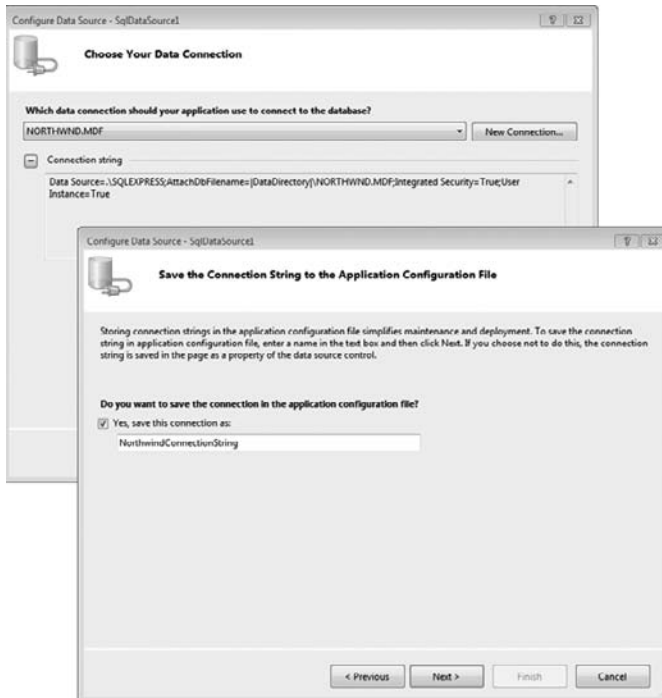 Configure Data Source - SqlDataSource1
Choose Your Data Connection
Which data connection should your application use to connect to the database?
NORTHWND.MDF
New Connection...
Connection string
Data Source=.\SQLEXPRESS;AttachDbFilename=|DataDirectory|\NORTHWND.MDF;Integrated Security=True;User
Instance=True
Configure Data Source - SqlDataSource1
Save the Connection String to the Application Configuration File
Storing connection strings in the application configuration file simplifies maintenance and deployment. To save the connection
string in application configuration file, enter a name in the text box and then click Next. If you choose not to do this, the connection
string is saved in the page as a property of the data source control.
Do you want to save the connection in the application configuration file?
Yes, save this connection as:
NorthwindConnectionString
< Previous
Next >
Finish
Cancel